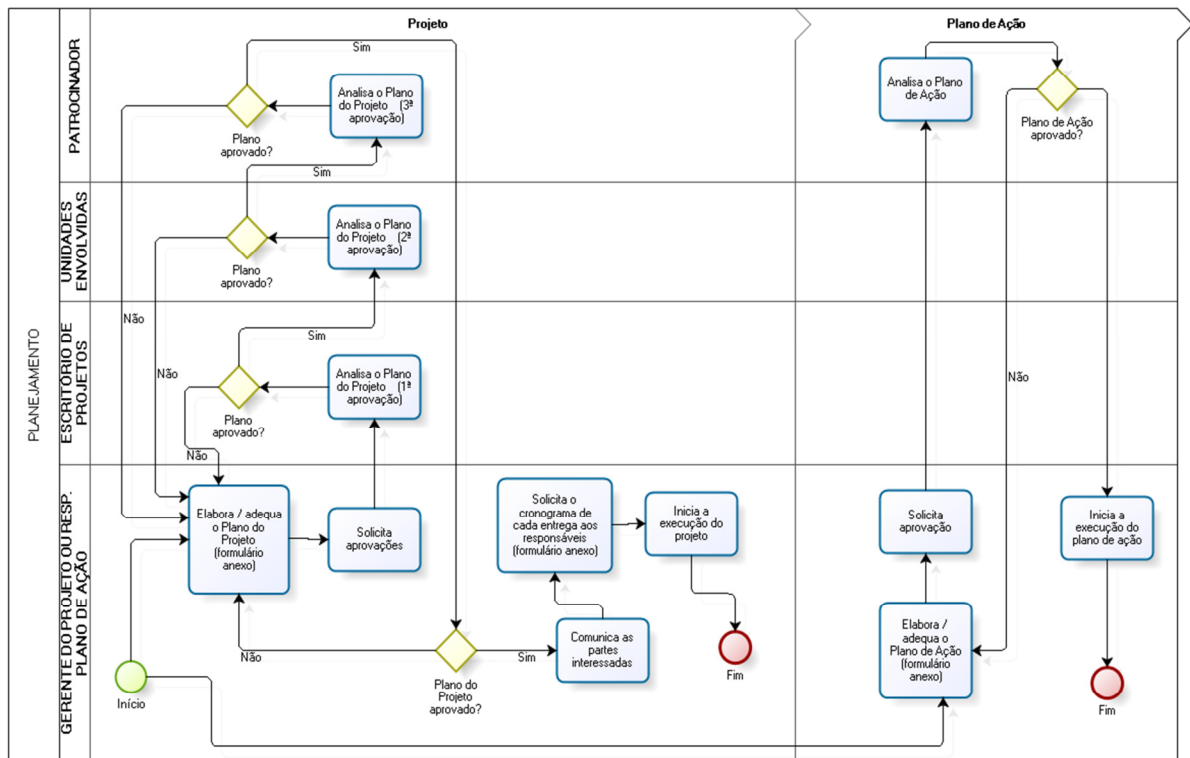 Projeto
Plano de Ação
PLANEJAMENTO
PATROCINADOR
Sim
Analisa o Plano
do Projeto (3ª
aprovação)
Plano
aprovado?
Sim
Analisa o Plano
de Ação
Plano de Ação
aprovado?
UNIDADES
ENVOLVIDAS
Analisa o Plano
do Projeto (2ª
aprovação)
Plano
aprovado?
ESCRITÓRIO DE
PROJETOS
Não
Sim
Não
Analisa o Plano
do Projeto (1ª
aprovação)
Plano
aprovado?
Não
Não
GERENTE DO PROJETO OU RESP.
PLANO DE AÇÃO
Elabora / adequa
o Plano do
Projeto
(formulário
anexo)
Solicita
aprovações
Solicita o
cronograma de
cada entrega aos
responsáveis
(formulário anexo)
Inicia a
execução do
projeto
Não
Plano do
Projeto
aprovado?
Sim
Comunica as
partes
interessadas
Fim
Início
Solicita
aprovação
Elabora /
adequa o
Plano de Ação
(formulário
anexo)
Inicia a
execução do
plano de ação
Fim